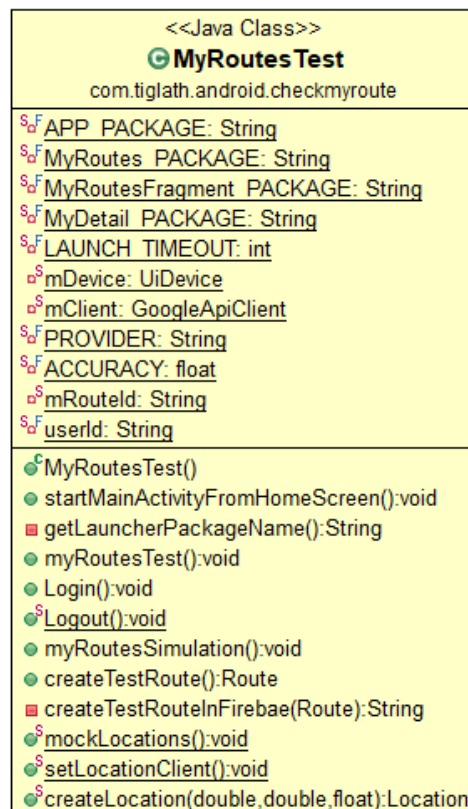 <<Java Class>>
C MyRoutesTest
com.tiglath.android.checkmyroute
S F APP_PACKAGE: String
S F MyRoutes_PACKAGE: String
S F MyRoutesFragment_PACKAGE: String
S F MyDetail_PACKAGE: String
S F LAUNCH_TIMEOUT: int
S mDevice: UiDevice
S mClient: GoogleApiClient
S F PROVIDER: String
S F ACCURACY: float
S mRouteId: String
S F userId: String
C MyRoutesTest()
startMainActivityFromHomeScreen():void
getLauncherPackageName():String
myRoutesTest():void
Login():void
S Logout():void
myRoutesSimulation():void
createTestRoute():Route
createTestRouteInFirebae(Route):String
S mockLocations():void
S setLocationClient():void
S createLocation(double,double,float):Location